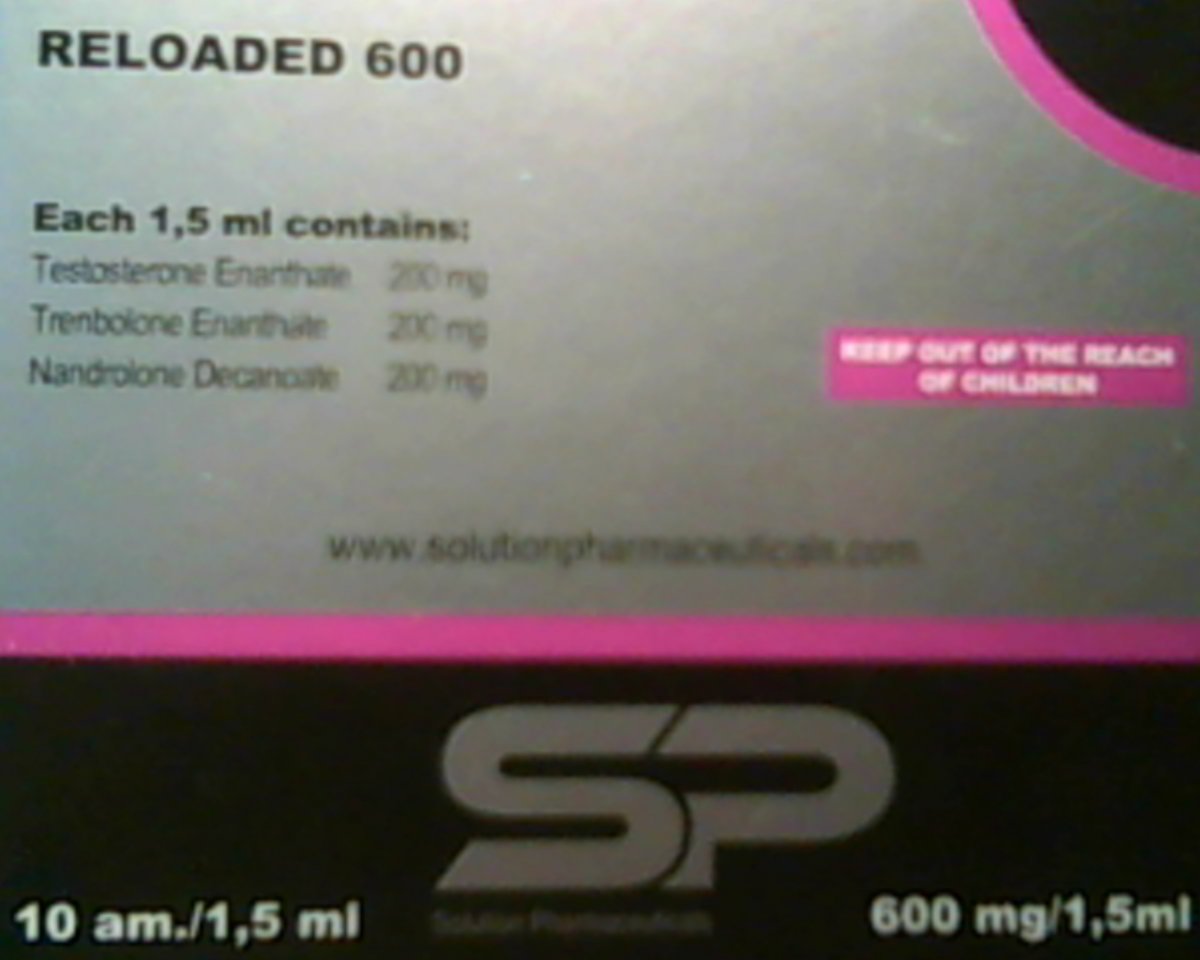 RELOADED 600
Each 1,5 ml contains:
Testosterone Enanthate 200 mg
Trenbolone Enanthate 200 mg
Nandrolone Decanoate 200 mg
KEEP OUT OF THE REACH
OF CHILDREN
www.solutionpharmaceuticals.com
SP
Solution Pharmaceuticals
10 am./1,5 ml
600 mg/1,5ml